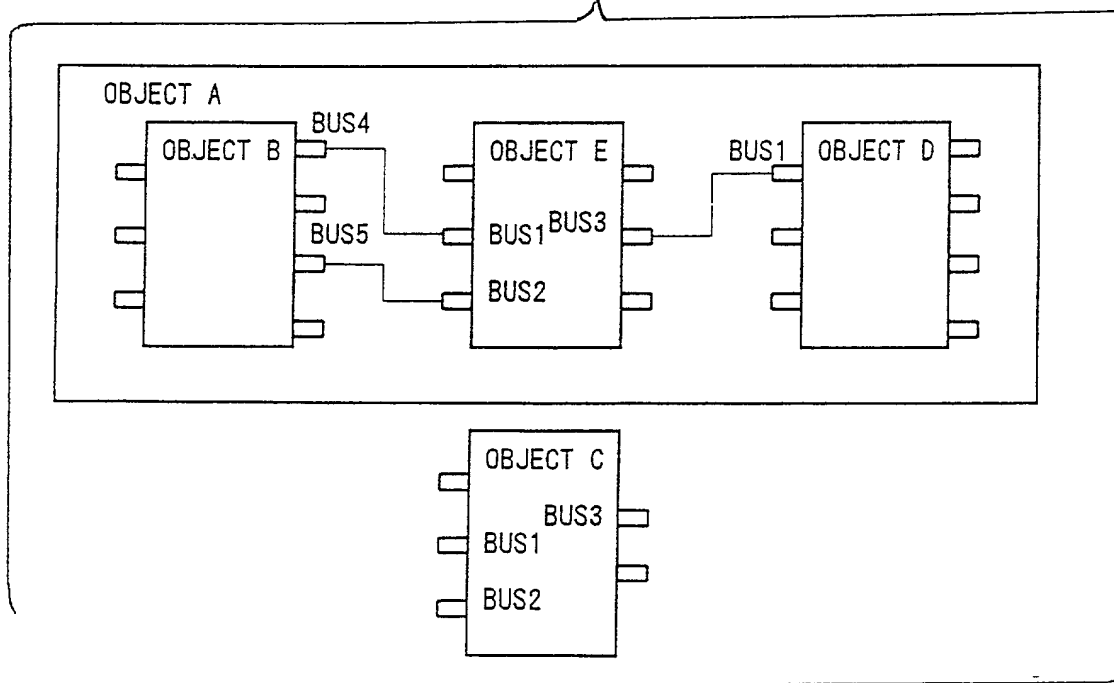 OBJECT A
BUS4
OBJECT B
OBJECT E
BUS1
OBJECT D
BUS5
BUS1
BUS3
BUS2
OBJECT C
BUS3
BUS1
BUS2